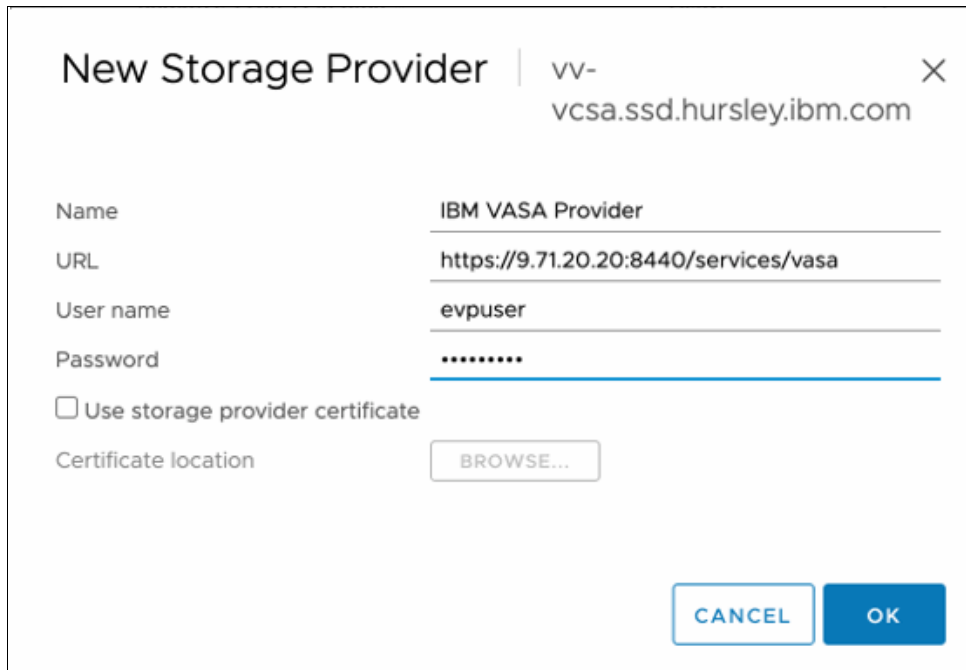 New Storage Provider
vv-
vcsa.ssd.hursley.ibm.com
Name IBM VASA Provider
URL https://9.71.20.20:8440/services/vasa
User name evpuser
Password •••••••••
Use storage provider certificate
Certificate location BROWSE...
CANCEL OK